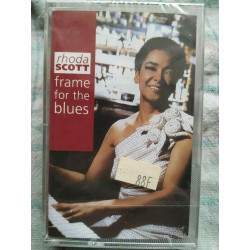 rhoda
SCOTT
frame
for the
blues
88F